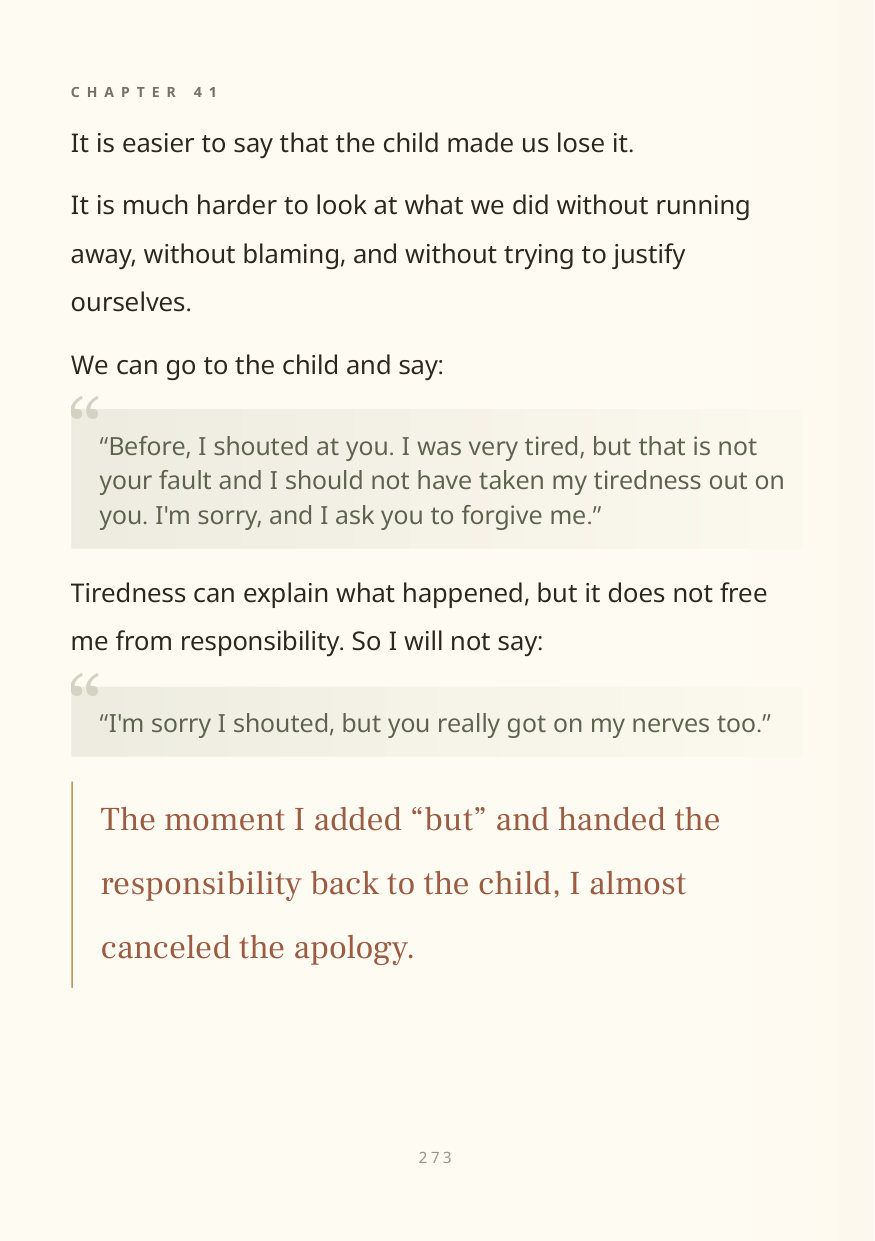 CHAPTER 41
It is easier to say that the child made us lose it.
It is much harder to look at what we did without running
away, without blaming, and without trying to justify
ourselves.
We can go to the child and say:
“
“Before, I shouted at you. I was very tired, but that is not
your fault and I should not have taken my tiredness out on
you. I'm sorry, and I ask you to forgive me.”
Tiredness can explain what happened, but it does not free
me from responsibility. So I will not say:
“
“I'm sorry I shouted, but you really got on my nerves too.”
The moment I added “but” and handed the
responsibility back to the child, I almost
canceled the apology.
273